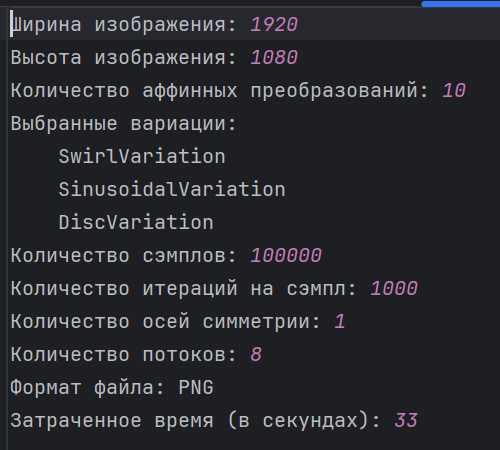 Ширина изображения: 1920
Высота изображения: 1080
Количество аффинных преобразований: 10
Выбранные вариации:
SwirlVariation
SinusoidalVariation
DiscVariation
Количество сэмплов: 100000
Количество итераций на сэмпл: 1000
Количество осей симметрии: 1
Количество потоков: 8
Формат файла: PNG
Затраченное время (в секундах): 33